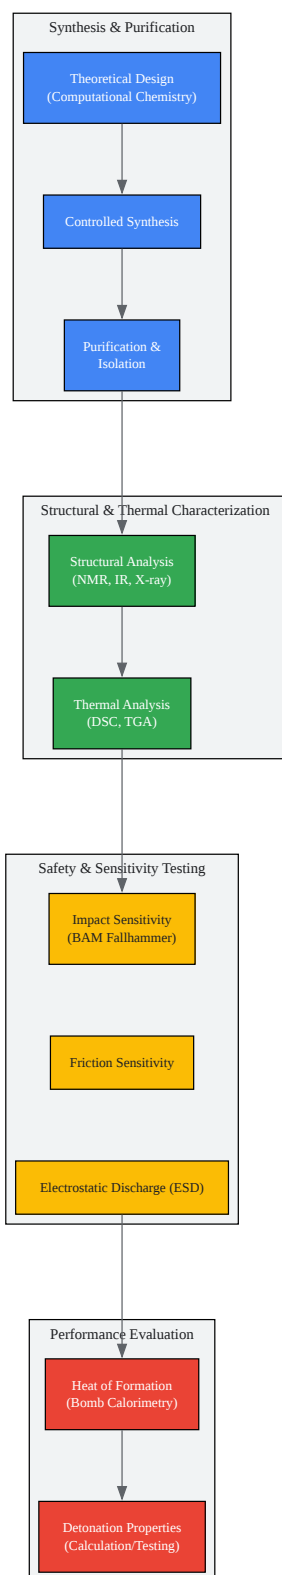 Synthesis & Purification
Theoretical Design
(Computational Chemistry)
Controlled Synthesis
Purification &
Isolation
Structural & Thermal Characterization
Structural Analysis
(NMR, IR, X-ray)
Thermal Analysis
(DSC, TGA)
Safety & Sensitivity Testing
Impact Sensitivity
(BAM Fallhammer)
Friction Sensitivity
Electrostatic Discharge (ESD)
Performance Evaluation
Heat of Formation
(Bomb Calorimetry)
Detonation Properties
(Calculation/Testing)